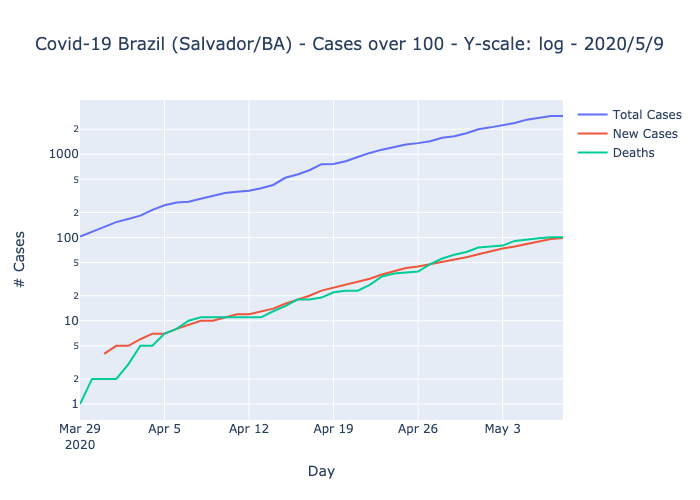 Covid-19 Brazil (Salvador/BA) - Cases over 100 - Y-scale: log - 2020/5/9
Total Cases
New Cases
Deaths
2
1000
5
2
100
5
2
10
5
2
1
# Cases
Mar 29
2020
Apr 5
Apr 12
Apr 19
Apr 26
May 3
Day